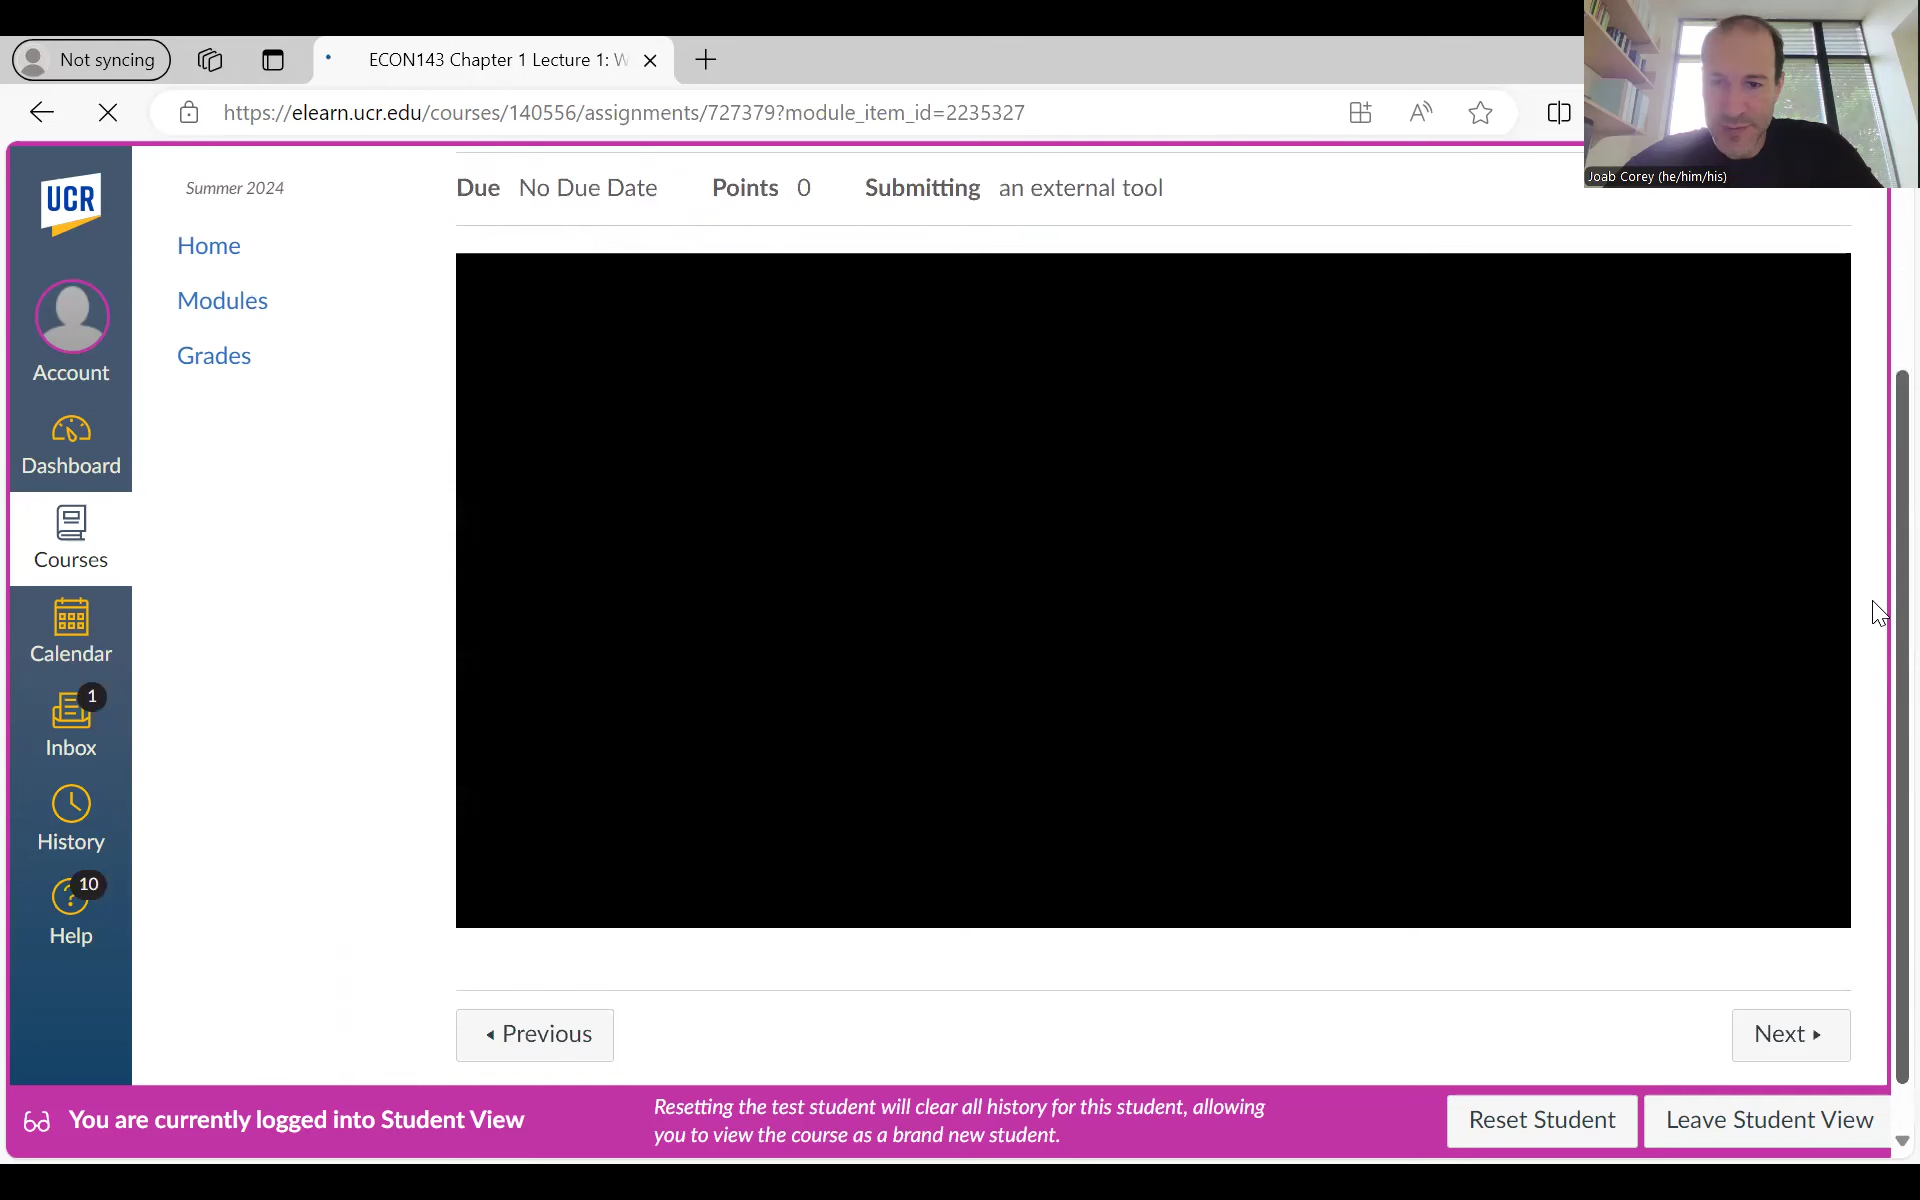 Not syncing
ECON143 Chapter 1 Lecture 1: W
https://elearn.ucr.edu/courses/140556/assignments/727379?module_item_id=2235327
Joab Corey (he/him/his)
UCR
Account
Dashboard
Courses
Calendar
1
Inbox
History
10
Help
Summer 2024
Home
Modules
Grades
Due No Due Date Points 0 Submitting an external tool
Previous
Next
You are currently logged into Student View
Resetting the test student will clear all history for this student, allowing
you to view the course as a brand new student.
Reset Student
Leave Student View